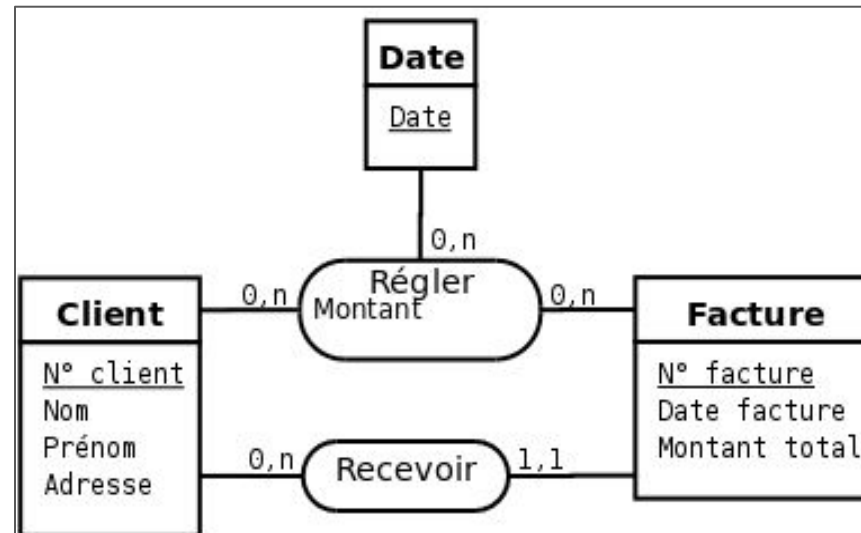 Date
Date
0,n
Régler
0,n
Montant
0,n
Client
N° client
Nom
Prénom
Adresse
Facture
N° facture
Date facture
Montant total
0,n
Recevoir
1,1